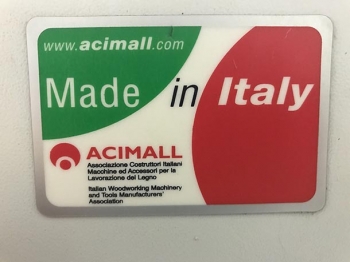 www.acimall.com
Made in Italy
ACIMALL
Associazione Costruttori Italiani
Macchine ed Accessori per la
Lavorazione del Legno
Italian Woodworking Machinery
and Tools Manufacturers'
Association